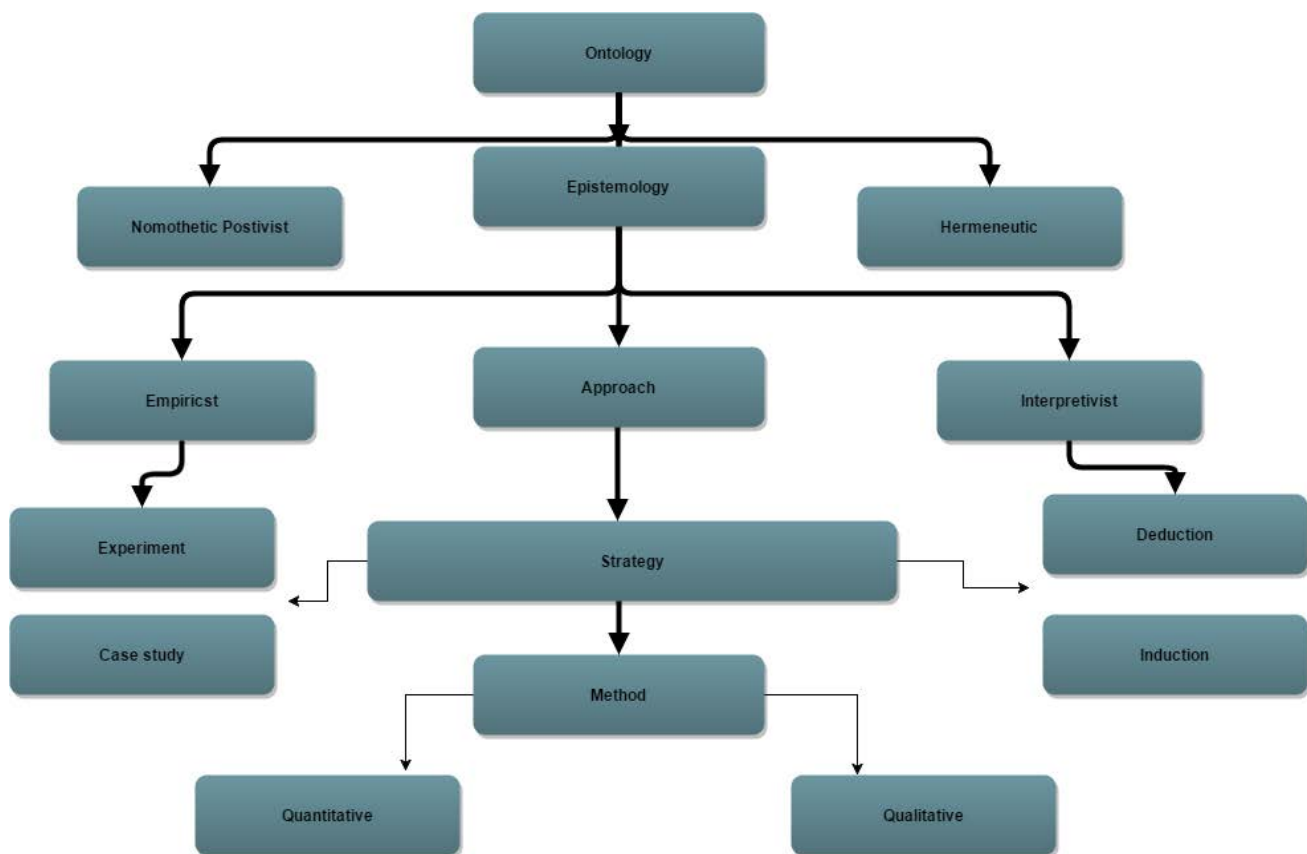 Ontology
Epistemology
Nomothetic Postivist
Hermeneutic
Approach
Empiricst
Interpretivist
Deduction
Experiment
Strategy
Case study
Induction
Method
Quantitative
Qualitative